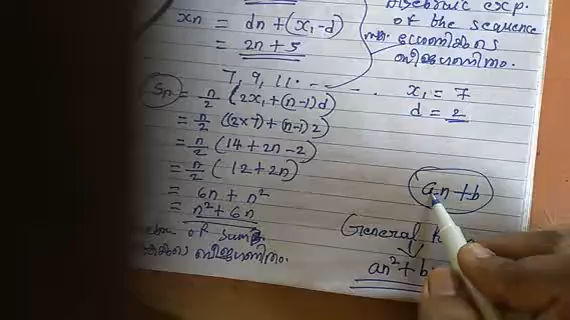 xn = dn + (x1-d)
= 2n + 5
7, 9, 11 ....
Sn = n/2 (2x1 + (n-1)d)
= n/2 ((2×7) + (n-1)2)
= n/2 (14 + 2n - 2)
= n/2 (12 + 2n)
= 6n + n²
= n² + 6n
of sum
ബീജഗണിതം.
exp.
of the sequence
ബീജഗണിതം.
x1 = 7
d = 2
an + b
General
an² + b